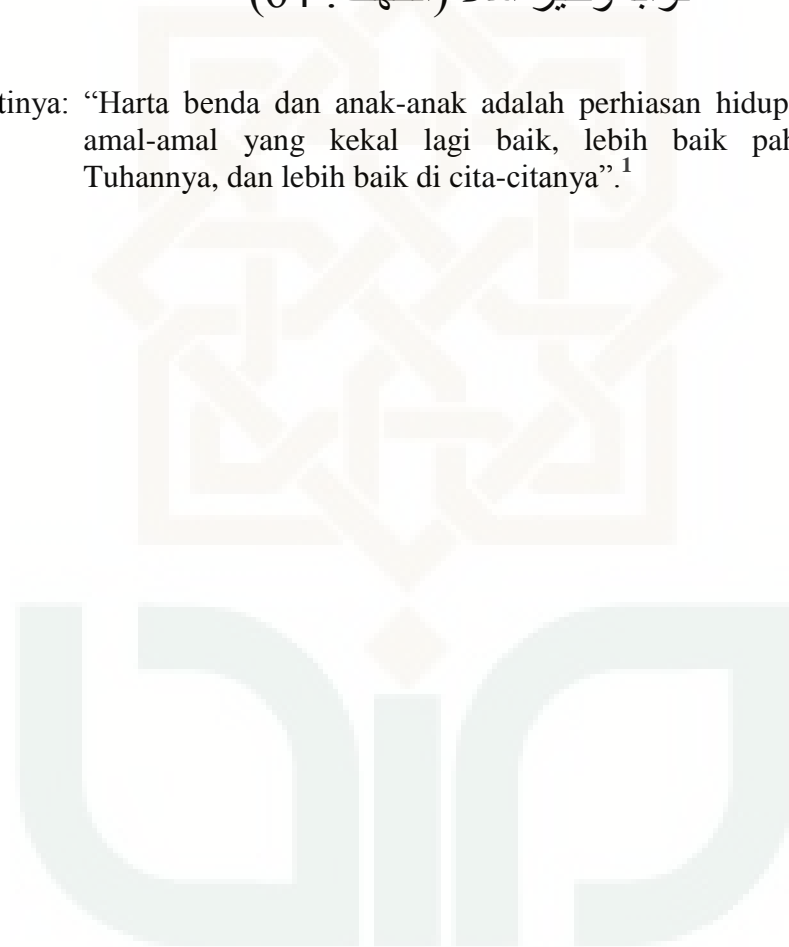 tinya: “Harta benda dan anak-anak adalah perhiasan hidup
amal-amal yang kekal lagi baik, lebih baik pah
Tuhannya, dan lebih baik di cita-citanya”.¹